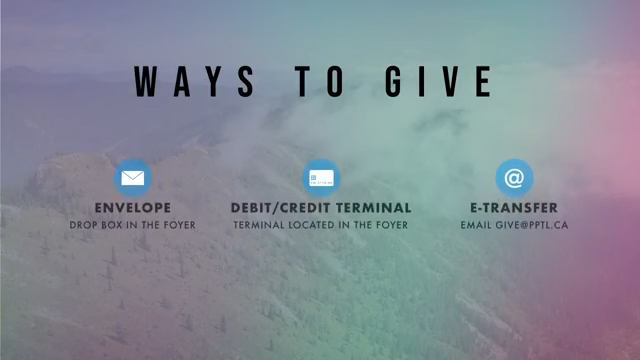 WAYS TO GIVE
@
ENVELOPE
DROP BOX IN THE FOYER
DEBIT/CREDIT TERMINAL
TERMINAL LOCATED IN THE FOYER
E-TRANSFER
EMAIL GIVE@PPTL.CA